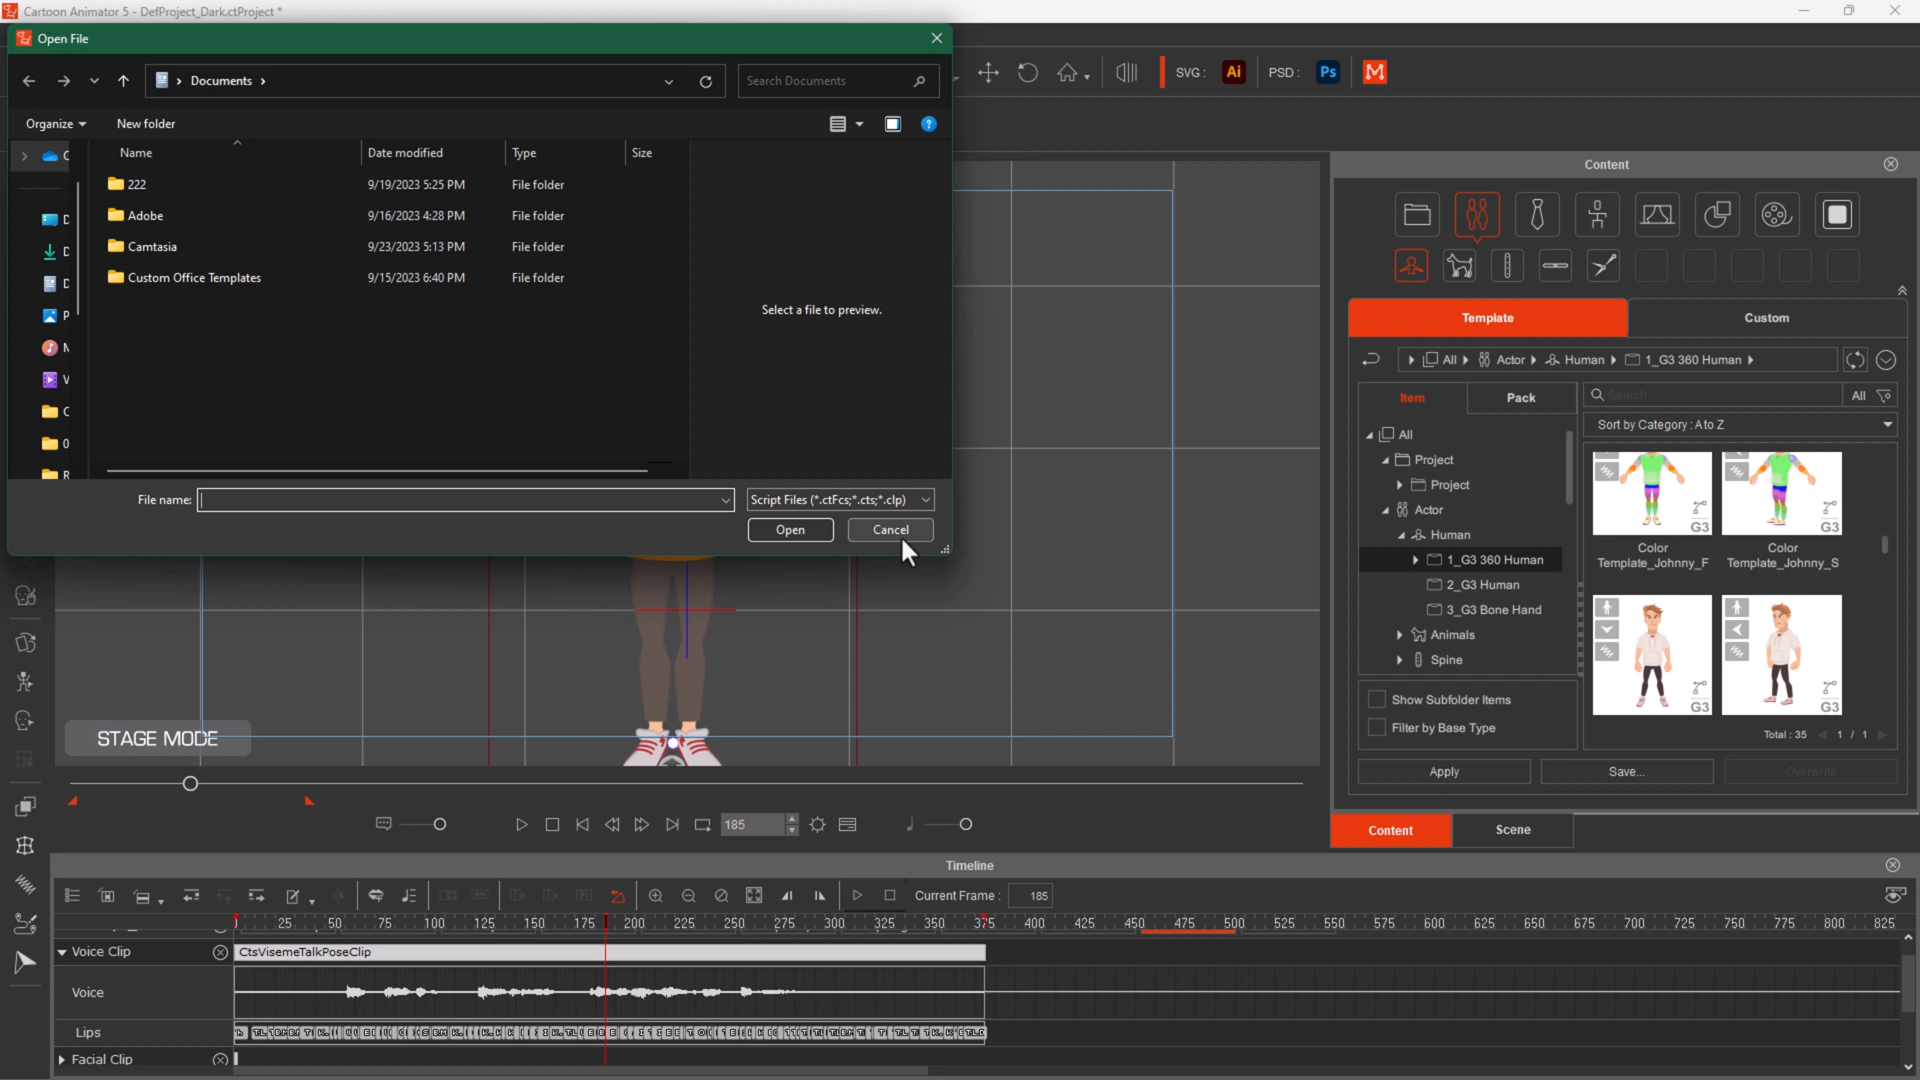 Cartoon Animator 5 - DefProject_Dark.ctProject *
Open File
Documents
Search Documents
Organize
New folder
Name
Date modified
Type
Size
222
9/19/2023 5:25 PM
File folder
Adobe
9/16/2023 4:28 PM
File folder
Camtasia
9/23/2023 5:13 PM
File folder
Custom Office Templates
9/15/2023 6:40 PM
File folder
Select a file to preview.
File name:
Script Files (*.ctFcs;*.cts;*.clp)
Open
Cancel
SVG :
Ai
PSD :
Ps
Content
Template
Custom
All
Actor
Human
1_G3 360 Human
Item
Pack
Search
All
Sort by Category : A to Z
All
Project
Project
Actor
Human
1_G3 360 Human
2_G3 Human
3_G3 Bone Hand
Animals
Spine
G3
G3
Color
Template_Johnny_F
Color
Template_Johnny_S
G3
G3
Show Subfolder Items
Filter by Base Type
Total : 35
1 / 1
Apply
Save...
Overwrite
Content
Scene
STAGE MODE
185
Timeline
Current Frame :
185
25 50 75 100 125 150 175 200 225 250 275 300 325 350 375 400 425 450 475 500 525 550 575 600 625 650 675 700 725 750 775 800 825
Voice Clip
CtsVisemeTalkPoseClip
Voice
Lips
Facial Clip